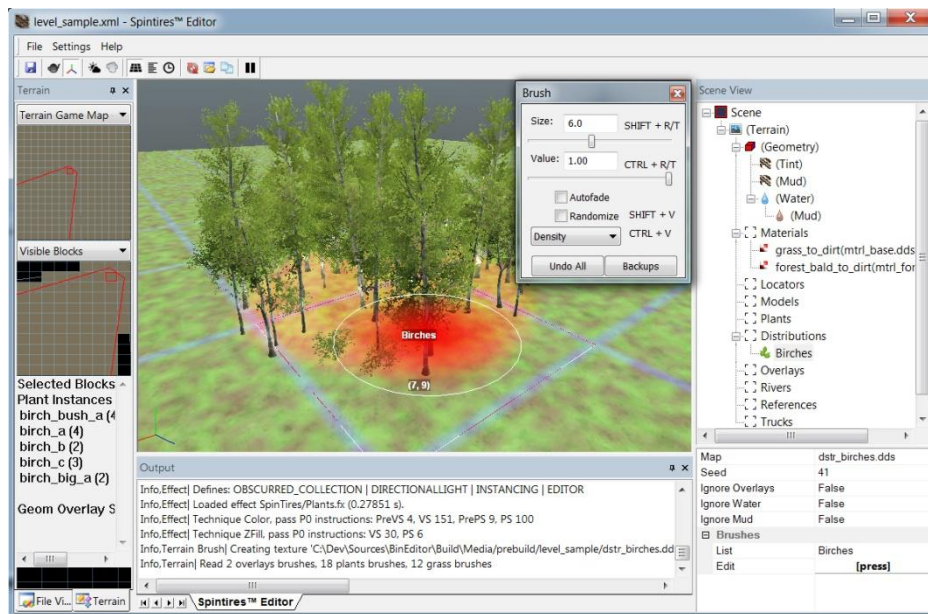 level_sample.xml - Spintires™ Editor
File Settings Help
Terrain
Terrain Game Map
Visible Blocks
Selected Blocks
Plant Instances
birch_bush_a (4
birch_a (4)
birch_b (2)
birch_c (3)
birch_big_a (2)
Geom Overlay S
File Vi... Terrain
Birches
(7, 9)
Brush
Size: 6.0 SHIFT + R/T
Value: 1.00 CTRL + R/T
Autofade
Randomize SHIFT + V
Density CTRL + V
Undo All Backups
Output
Info,Effect| Defines: OBSCURRED_COLLECTION | DIRECTIONALLIGHT | INSTANCING | EDITOR
Info,Effect| Loaded effect SpinTires/Plants.fx (0.27851 s).
Info,Effect| Technique Color, pass P0 instructions: PreVS 4, VS 151, PrePS 9, PS 100
Info,Effect| Technique ZFill, pass P0 instructions: VS 30, PS 6
Info,Terrain Brush| Creating texture 'C:\Dev\Sources\BinEditor\Build\Media/prebuild/level_sample/dstr_birches.dd
Info,Terrain| Read 2 overlays brushes, 18 plants brushes, 12 grass brushes
Spintires™ Editor
Scene View
Scene
(Terrain)
(Geometry)
(Tint)
(Mud)
(Water)
(Mud)
Materials
grass_to_dirt(mtrl_base.dds
forest_bald_to_dirt(mtrl_for
Locators
Models
Plants
Distributions
Birches
Overlays
Rivers
References
Trucks
Map dstr_birches.dds
Seed 41
Ignore Overlays False
Ignore Water False
Ignore Mud False
Brushes
List Birches
Edit [press]